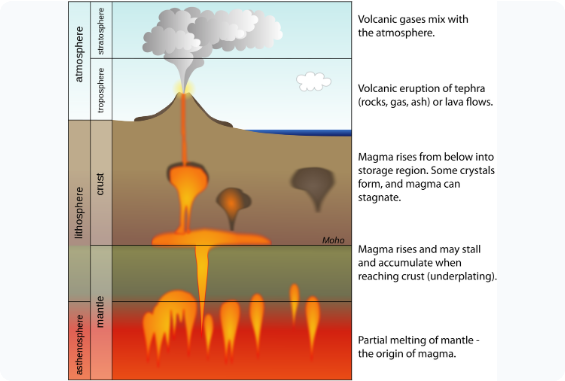 atmosphere
stratosphere
troposphere
lithosphere
crust
Moho
mantle
asthenosphere
Volcanic gases mix with
the atmosphere.
Volcanic eruption of tephra
(rocks, gas, ash) or lava flows.
Magma rises from below into
storage region. Some crystals
form, and magma can
stagnate.
Magma rises and may stall
and accumulate when
reaching crust (underplating).
Partial melting of mantle -
the origin of magma.